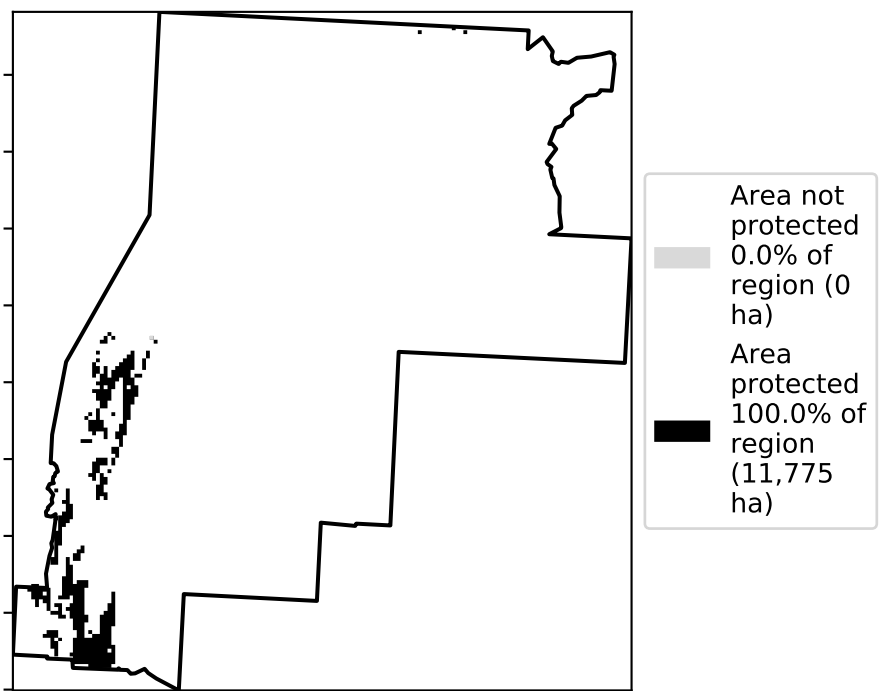 Area not
protected
0.0% of
region (0
ha)
Area
protected
100.0% of
region
(11,775
ha)